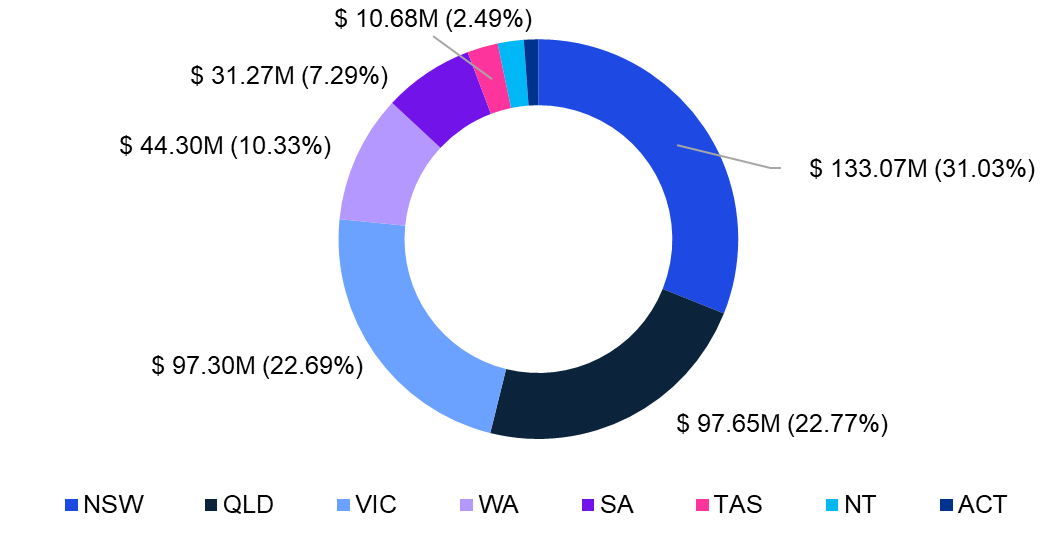 $ 10.68M (2.49%)
$ 31.27M (7.29%)
$ 44.30M (10.33%)
$ 133.07M (31.03%)
$ 97.30M (22.69%)
$ 97.65M (22.77%)
NSW QLD VIC WA SA TAS NT ACT